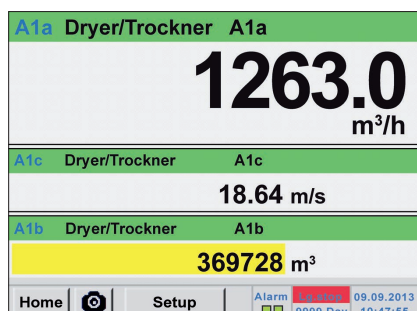 A1a Dryer/Trockner A1a
1263.0
m³/h
A1c Dryer/Trockner A1c
18.64 m/s
A1b Dryer/Trockner A1b
369728 m³
Home Setup Alarm 09.09.2013